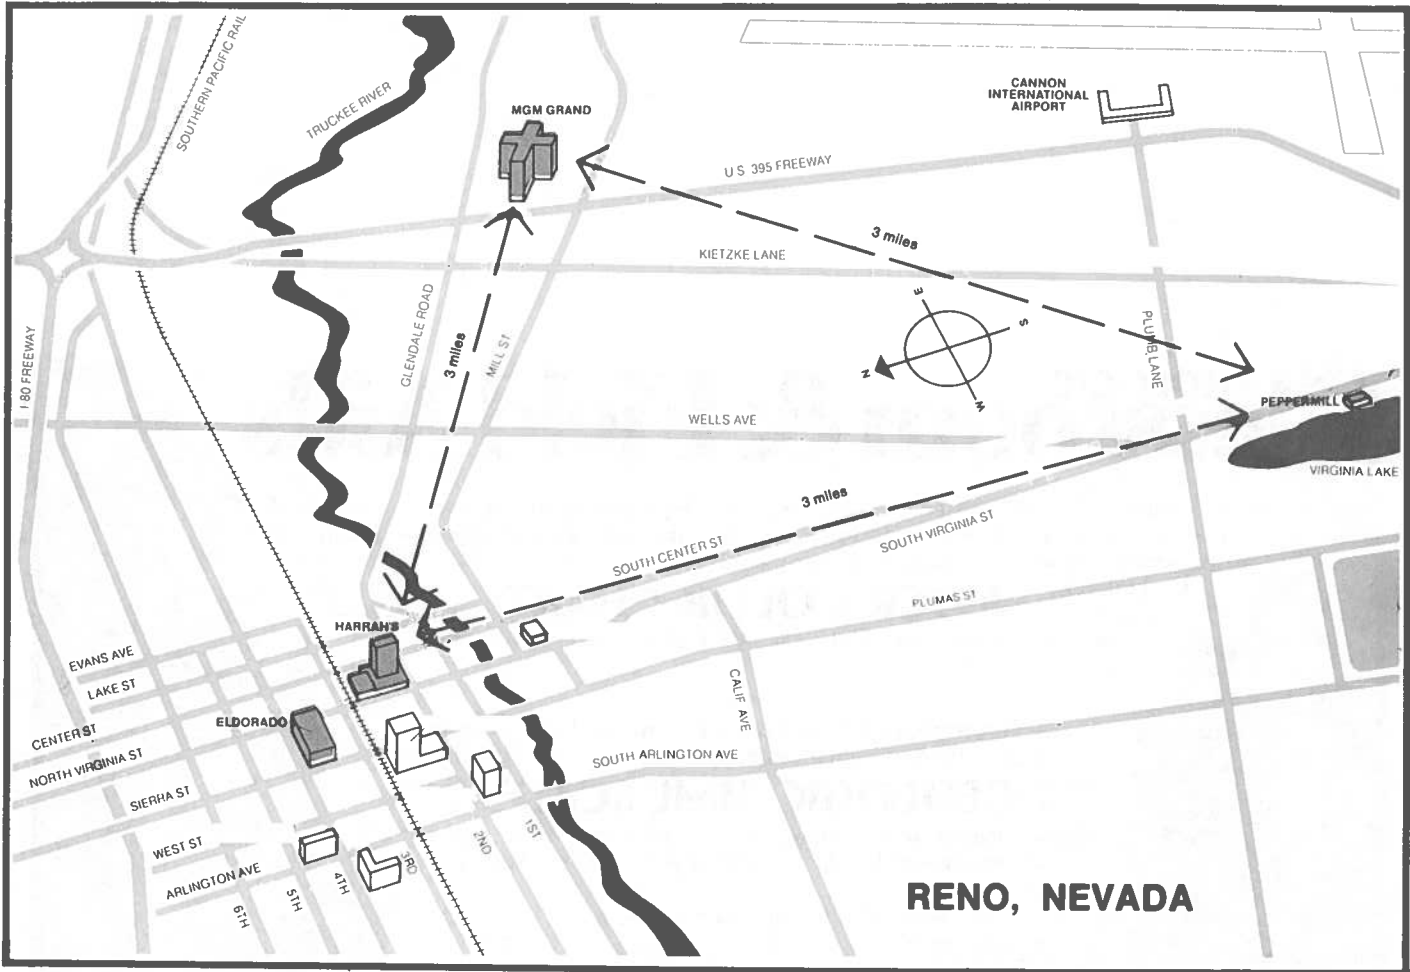 SOUTHERN PACIFIC RAIL
TRUCKEE RIVER
MGM GRAND
CANNON
INTERNATIONAL
AIRPORT
U S 395 FREEWAY
3 miles
KIETZKE LANE
E
S
N
W
I 80 FREEWAY
GLENDALE ROAD
3 miles
MILL ST
PLUMB LANE
PEPPERMILL
WELLS AVE
VIRGINIA LAKE
3 miles
SOUTH CENTER ST
SOUTH VIRGINIA ST
PLUMAS ST
HARRAH'S
EVANS AVE
LAKE ST
CALIF AVE
ELDORADO
CENTER ST
NORTH VIRGINIA ST
SOUTH ARLINGTON AVE
SIERRA ST
WEST ST
ARLINGTON AVE
6TH
5TH
4TH
3RD
2ND
1ST
RENO, NEVADA